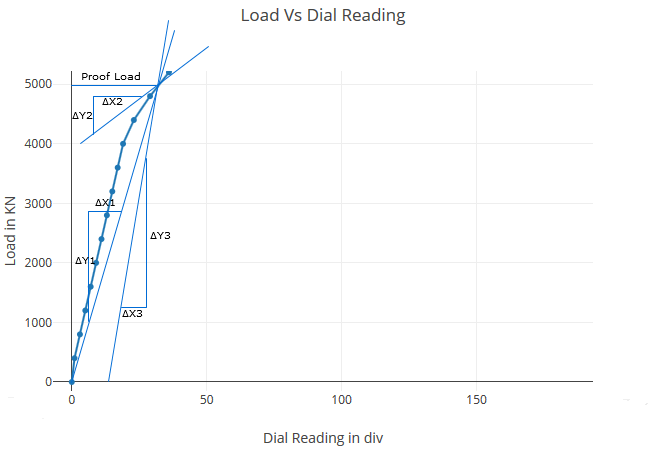 Load Vs Dial Reading
Proof Load
ΔX2
ΔY2
ΔX1
ΔY1
ΔY3
ΔX3
5000
4000
3000
2000
1000
0
0 50 100 150
Load in KN
Dial Reading in div